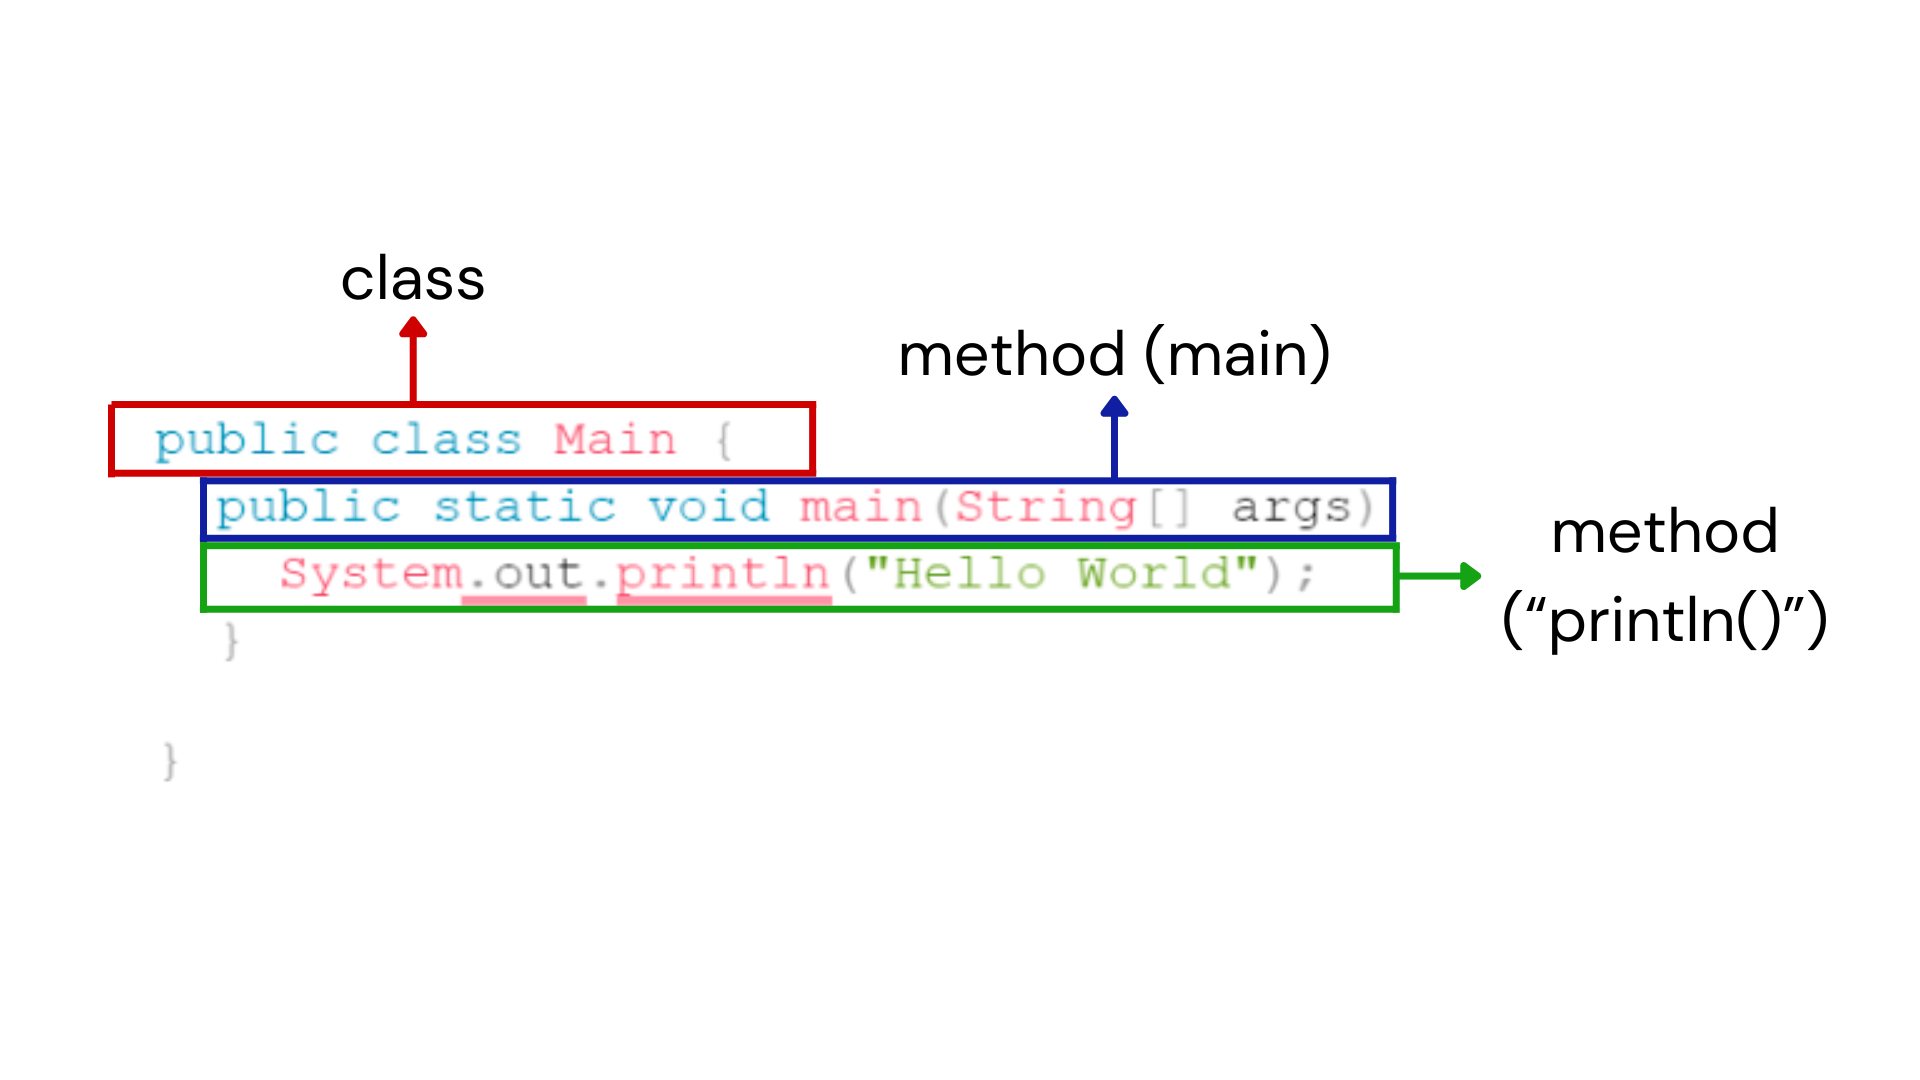 class
method (main)
public class Main {
public static void main(String[] args)
System.out.println("Hello World");
method
(“println()”)
}
}